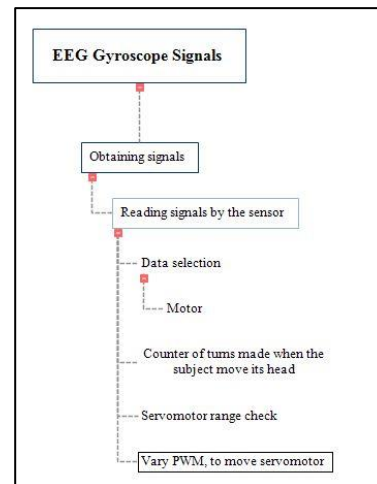 EEG Gyroscope Signals
Obtaining signals
Reading signals by the sensor
Data selection
Motor
Counter of turns made when the
subject move its head
Servomotor range check
Vary PWM, to move servomotor